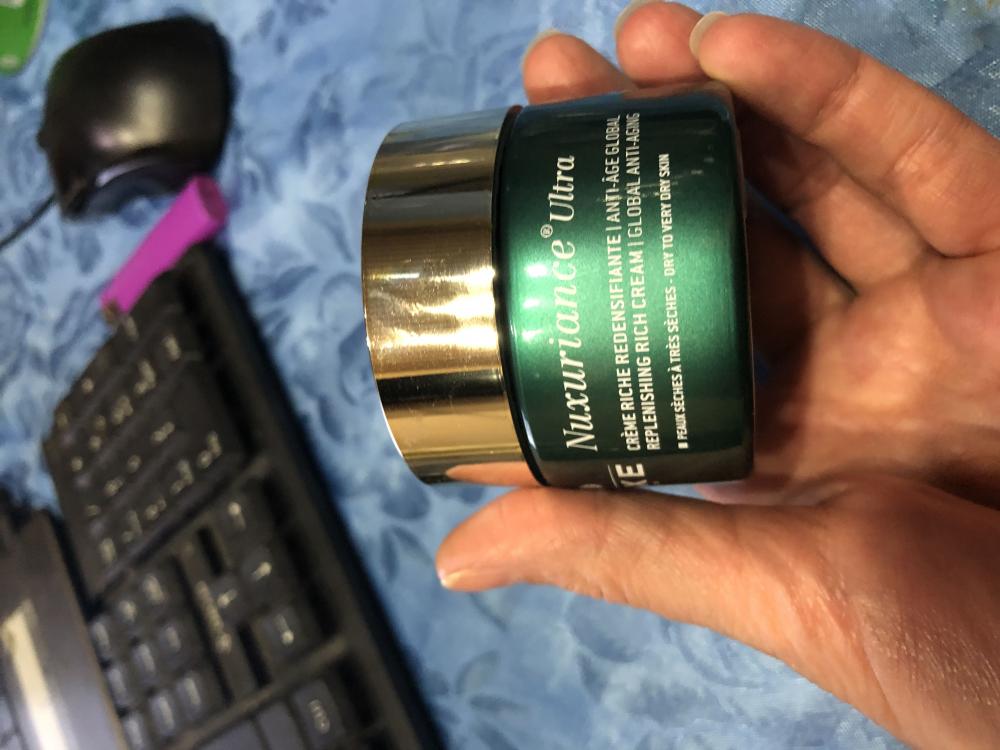 Nuxuriance® Ultra
CRÈME RICHE REDENSIFIANTE | ANTI-ÂGE GLOBAL
REPLENISHING RICH CREAM | GLOBAL ANTI-AGING
PEAUX SÈCHES À TRÈS SÈCHES - DRY TO VERY DRY SKIN